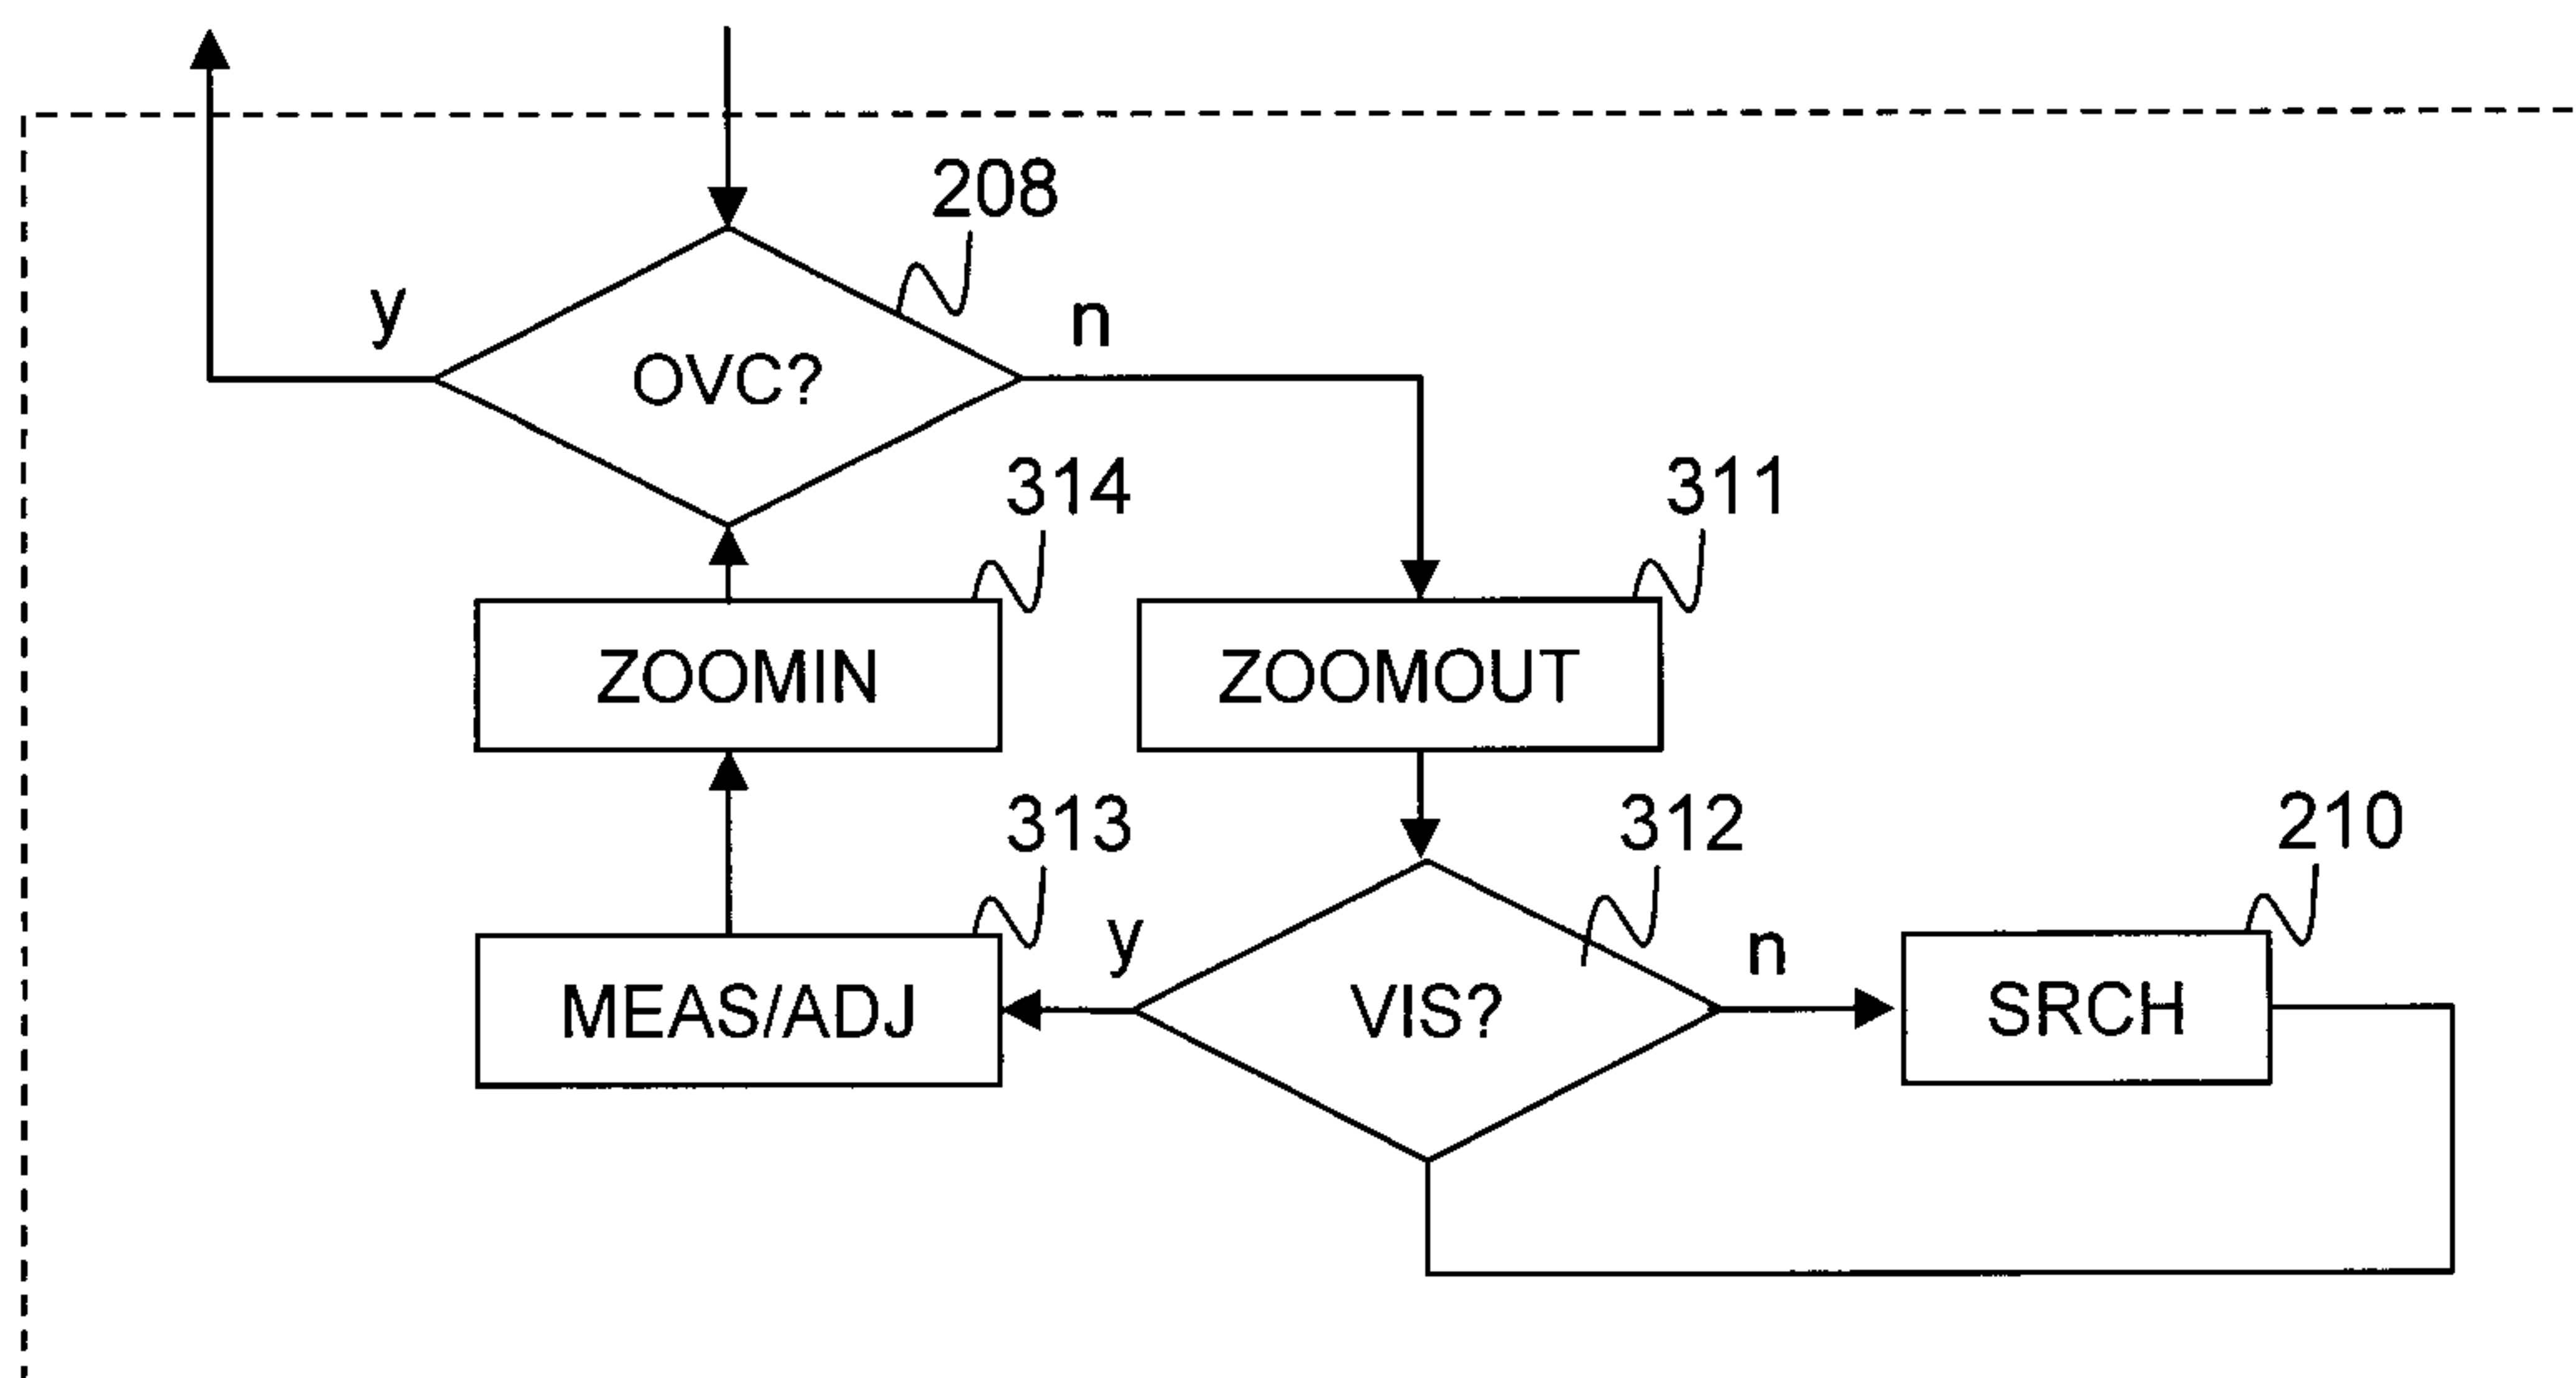 208
y
n
OVC?
314
311
ZOOMIN
ZOOMOUT
313
312
210
y
n
MEAS/ADJ
VIS?
SRCH